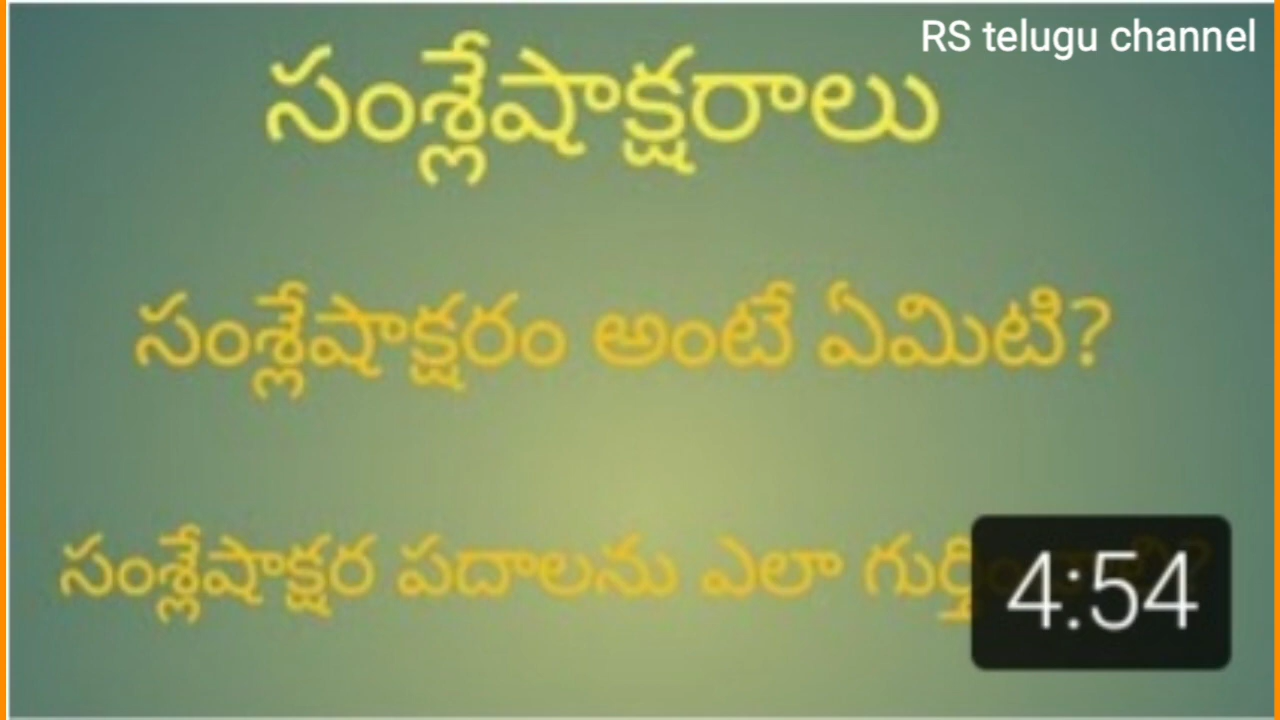 RS telugu channel
సంశ్లేషాక్షరాలు
సంశ్లేషాక్షరం అంటే ఏమిటి?
సంశ్లేషాక్షర పదాలను ఎలా
4:54